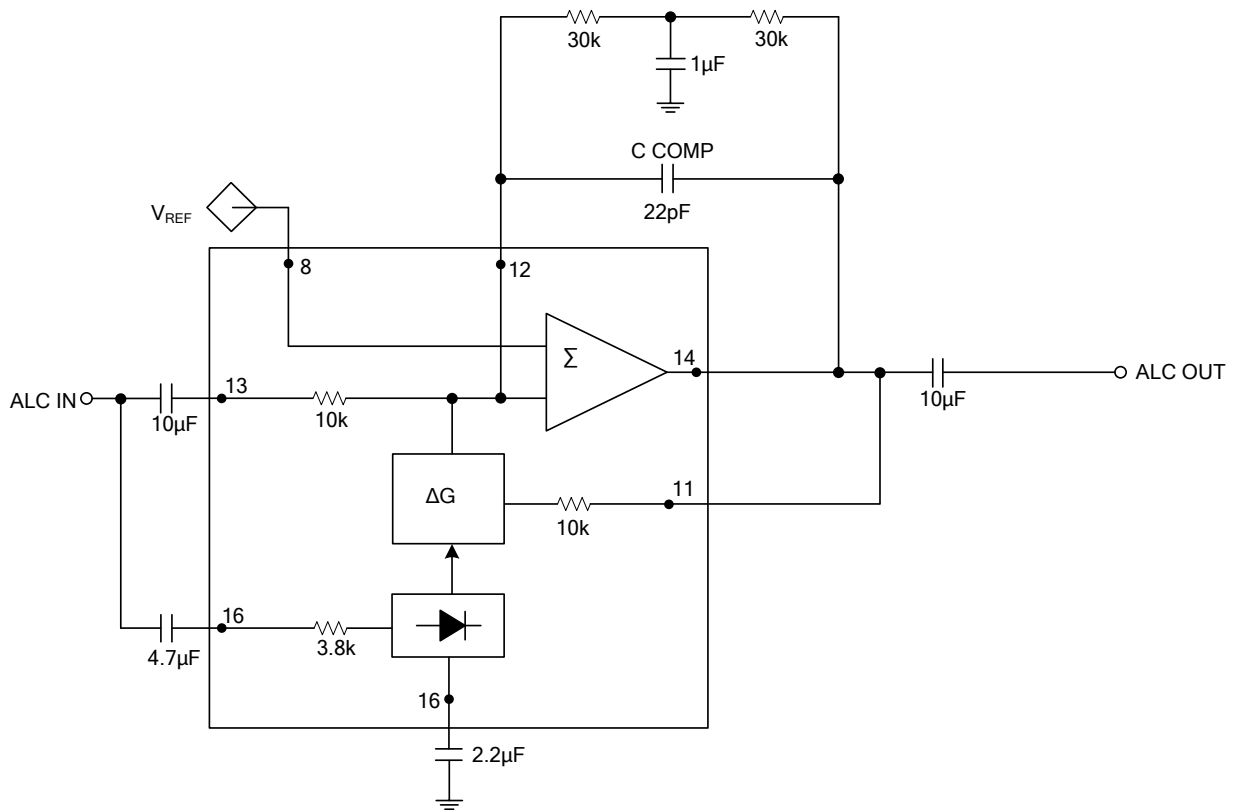 30k
30k
1µF
C COMP
22pF
VREF
8
12
Σ
14
ALC IN
13
10µF
10k
10µF
ALC OUT
ΔG
11
10k
16
4.7µF
3.8k
16
2.2µF